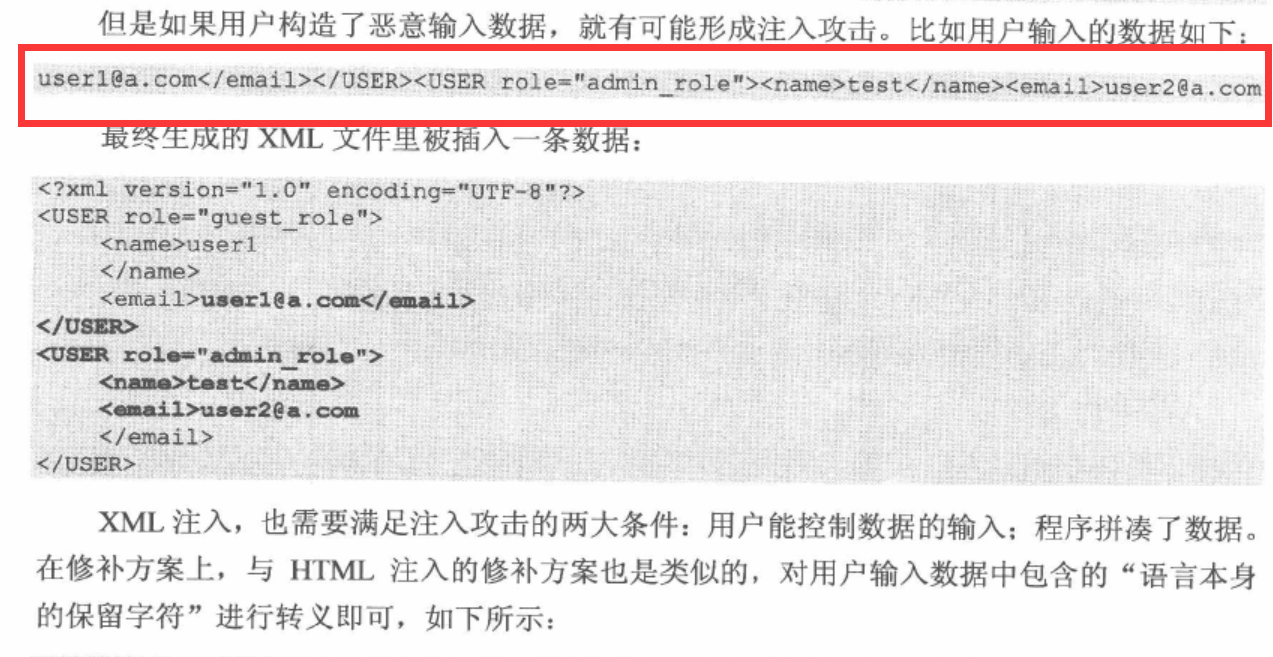 但是如果用户构造了恶意输入数据，就有可能形成注入攻击。比如用户输入的数据如下：
user1@a.com</email></USER><USER role="admin_role"><name>test</name><email>user2@a.com
最终生成的 XML 文件里被插入一条数据：
<?xml version="1.0" encoding="UTF-8"?>
<USER role="guest_role">
<name>user1
</name>
<email>user1@a.com</email>
</USER>
<USER role="admin_role">
<name>test</name>
<email>user2@a.com
</email>
</USER>
XML 注入，也需要满足注入攻击的两大条件：用户能控制数据的输入；程序拼凑了数据。
在修补方案上，与 HTML 注入的修补方案也是类似的，对用户输入数据中包含的“语言本身
的保留字符”进行转义即可，如下所示：